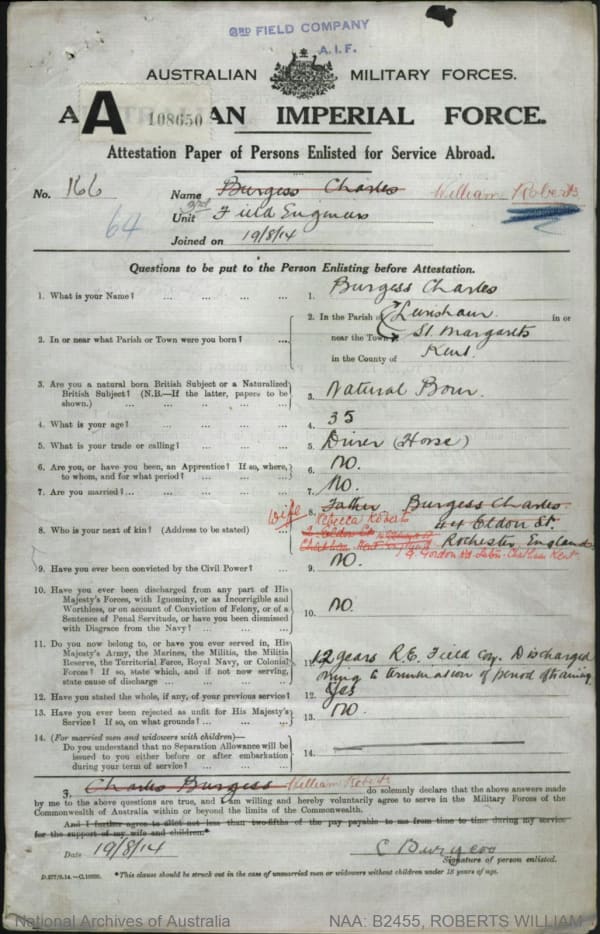 3RD FIELD COMPANY
A.I.F.
AUSTRALIAN MILITARY FORCES.
A A 108650 AN IMPERIAL FORCE.
Attestation Paper of Persons Enlisted for Service Abroad.
No. 166 Name Burgess Charles William Roberts
64 Unit 3rd Field Engineers
Joined on 19/8/14
Questions to be put to the Person Enlisting before Attestation.
1. What is your Name? ... ... ... ... 1. Burgess Charles
2. In or near what Parish or Town were you born? ... 2. In the Parish of Lewisham in or
near the Town St. Margarets
in the County of Kent.
3. Are you a natural born British Subject or a Naturalized
British Subject? (N.B.—If the latter, papers to be
shown.) ... ... ... ... ... 3. Natural Born
4. What is your age? ... ... ... ... 4. 35
5. What is your trade or calling? ... ... ... 5. Driver (Horse)
6. Are you, or have you been, an Apprentice? If so, where,
to whom, and for what period? ... ... ... 6. No.
7. Are you married? ... ... ... ... 7. No.
8. Who is your next of kin? (Address to be stated) ... 8. Father Burgess Charles
wife Rebecca Roberts 44 Eldon St.
Rochester England
9. Gordon Rd Luton Chatham Kent
9. Have you ever been convicted by the Civil Power? ... 9. No.
10. Have you ever been discharged from any part of His
Majesty's Forces, with Ignominy, or as Incorrigible and
Worthless, or on account of Conviction of Felony, or of a
Sentence of Penal Servitude, or have you been dismissed
with Disgrace from the Navy? ... ... ... 10. No.
11. Do you now belong to, or have you ever served in, His
Majesty's Army, the Marines, the Militia, the Militia
Reserve, the Territorial Force, Royal Navy, or Colonial
Forces? If so, state which, and if not now serving,
state cause of discharge ... ... ... 11. 12 years R.E. Field Coy. Discharged
owing to termination of period of training
12. Have you stated the whole, if any, of your previous service? 12. Yes
13. Have you ever been rejected as unfit for His Majesty's
Service? If so, on what grounds? ... ... ... 13. No.
14. (For married men and widowers with children)—
Do you understand that no Separation Allowance will be
issued to you either before or after embarkation
during your term of service? ... ... ... 14.
I, Charles Burgess William Roberts do solemnly declare that the above answers made
by me to the above questions are true, and I am willing and hereby voluntarily agree to serve in the Military Forces of the
Commonwealth of Australia within or beyond the limits of the Commonwealth.
And I further agree to allot not less than two-fifths of the pay payable to me from time to time during my service
for the support of my wife and children.*
Date 19/8/14 C Burgess
Signature of person enlisted.
*This clause should be struck out in the case of unmarried men or widowers without children under 18 years of age.
National Archives of Australia NAA: B2455, ROBERTS WILLIAM